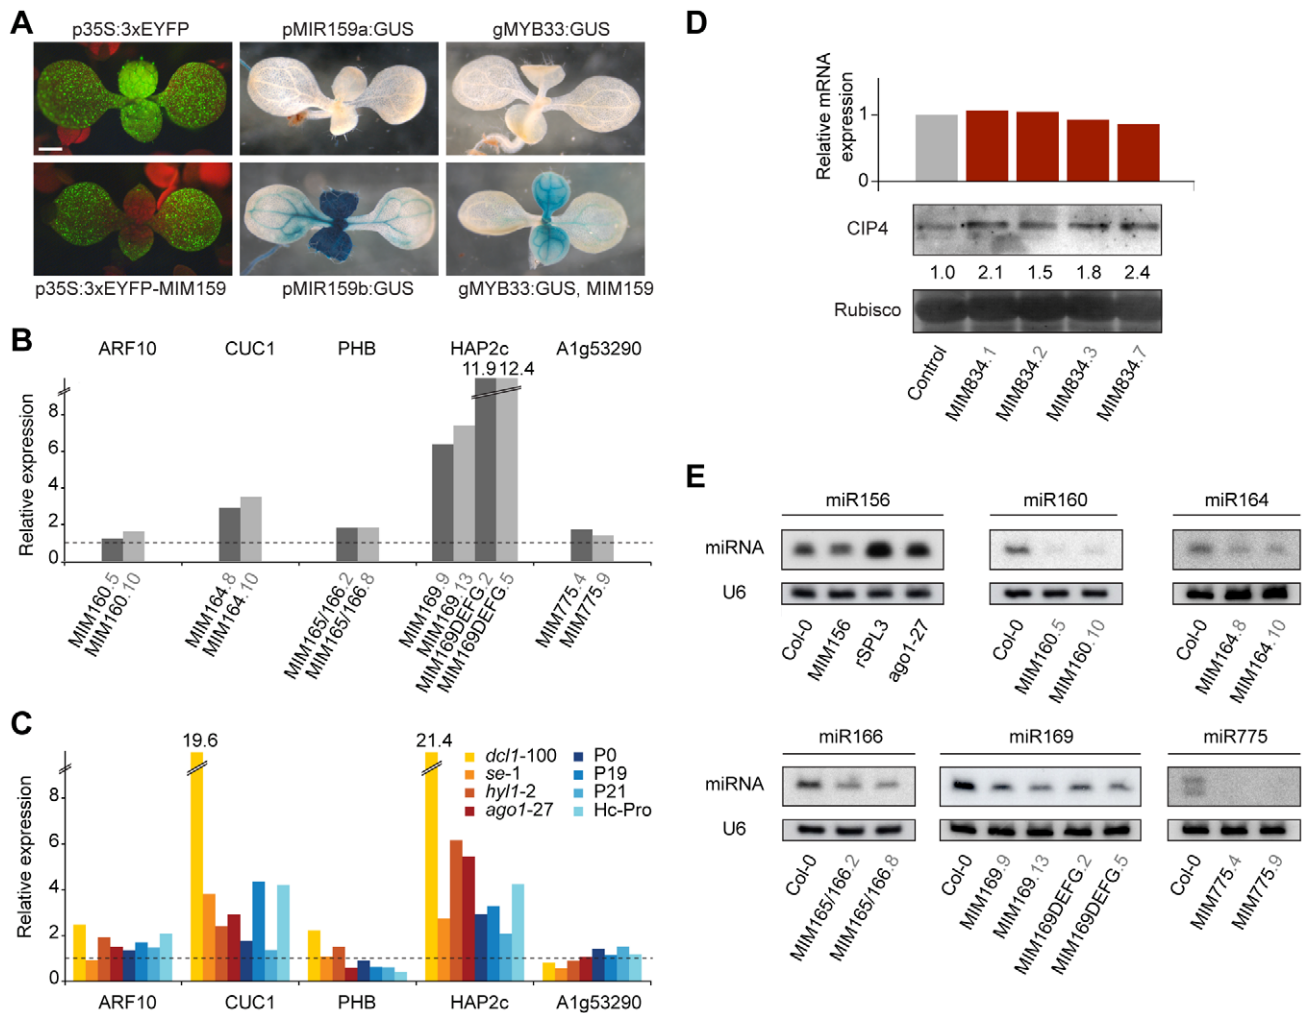 A
p35S:3xEYFP
pMIR159a:GUS
gMYB33:GUS
p35S:3xEYFP-MIM159
pMIR159b:GUS
gMYB33:GUS, MIM159
B
ARF10
CUC1
PHB
HAP2c
A1g53290
11.9
12.4
Relative expression
8
6
4
2
0
MIM160.5
MIM160.10
MIM164.8
MIM164.10
MIM165/166.2
MIM165/166.8
MIM169.9
MIM169.13
MIM169DEFG.2
MIM169DEFG.5
MIM775.4
MIM775.9
C
19.6
21.4
dcl1-100
se-1
hyl1-2
ago1-27
P0
P19
P21
Hc-Pro
Relative expression
8
6
4
2
0
ARF10
CUC1
PHB
HAP2c
A1g53290
D
Relative mRNA
expression
1
0
CIP4
1.0
2.1
1.5
1.8
2.4
Rubisco
Control
MIM834.1
MIM834.2
MIM834.3
MIM834.7
E
miR156
miR160
miR164
miRNA
U6
Col-0
MIM156
rSPL3
ago1-27
Col-0
MIM160.5
MIM160.10
Col-0
MIM164.8
MIM164.10
miR166
miR169
miR775
miRNA
U6
Col-0
MIM165/166.2
MIM165/166.8
Col-0
MIM169.9
MIM169.13
MIM169DEFG.2
MIM169DEFG.5
Col-0
MIM775.4
MIM775.9